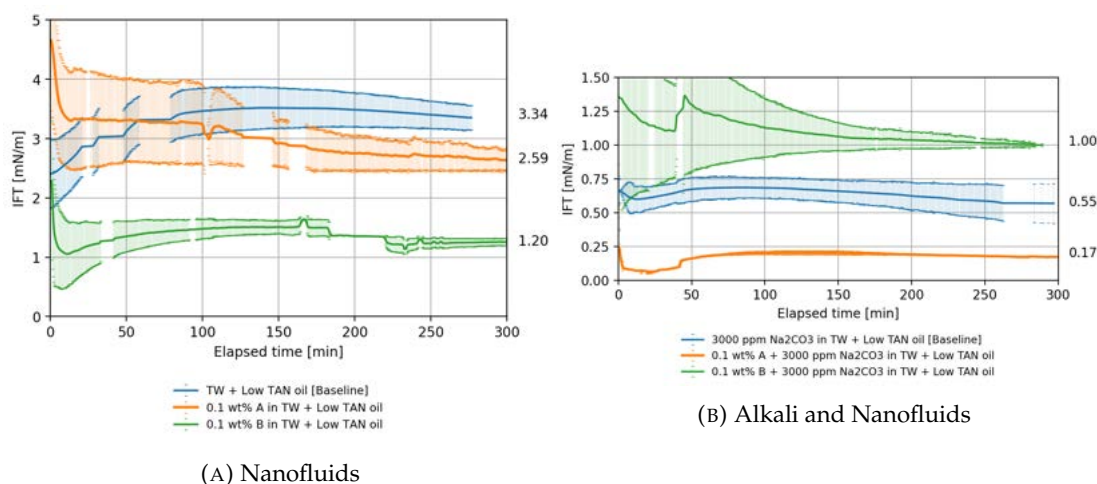 5
4
3
2
1
0
IFT [mN/m]
3.34
2.59
1.20
0 50 100 150 200 250 300
Elapsed time [min]
TW + Low TAN oil [Baseline]
0.1 wt% A in TW + Low TAN oil
0.1 wt% B in TW + Low TAN oil
(A) Nanofluids
1.50
1.25
1.00
0.75
0.50
0.25
0.00
IFT [mN/m]
1.00
0.55
0.17
0 50 100 150 200 250 300
Elapsed time [min]
3000 ppm Na2CO3 in TW + Low TAN oil [Baseline]
0.1 wt% A + 3000 ppm Na2CO3 in TW + Low TAN oil
0.1 wt% B + 3000 ppm Na2CO3 in TW + Low TAN oil
(B) Alkali and Nanofluids